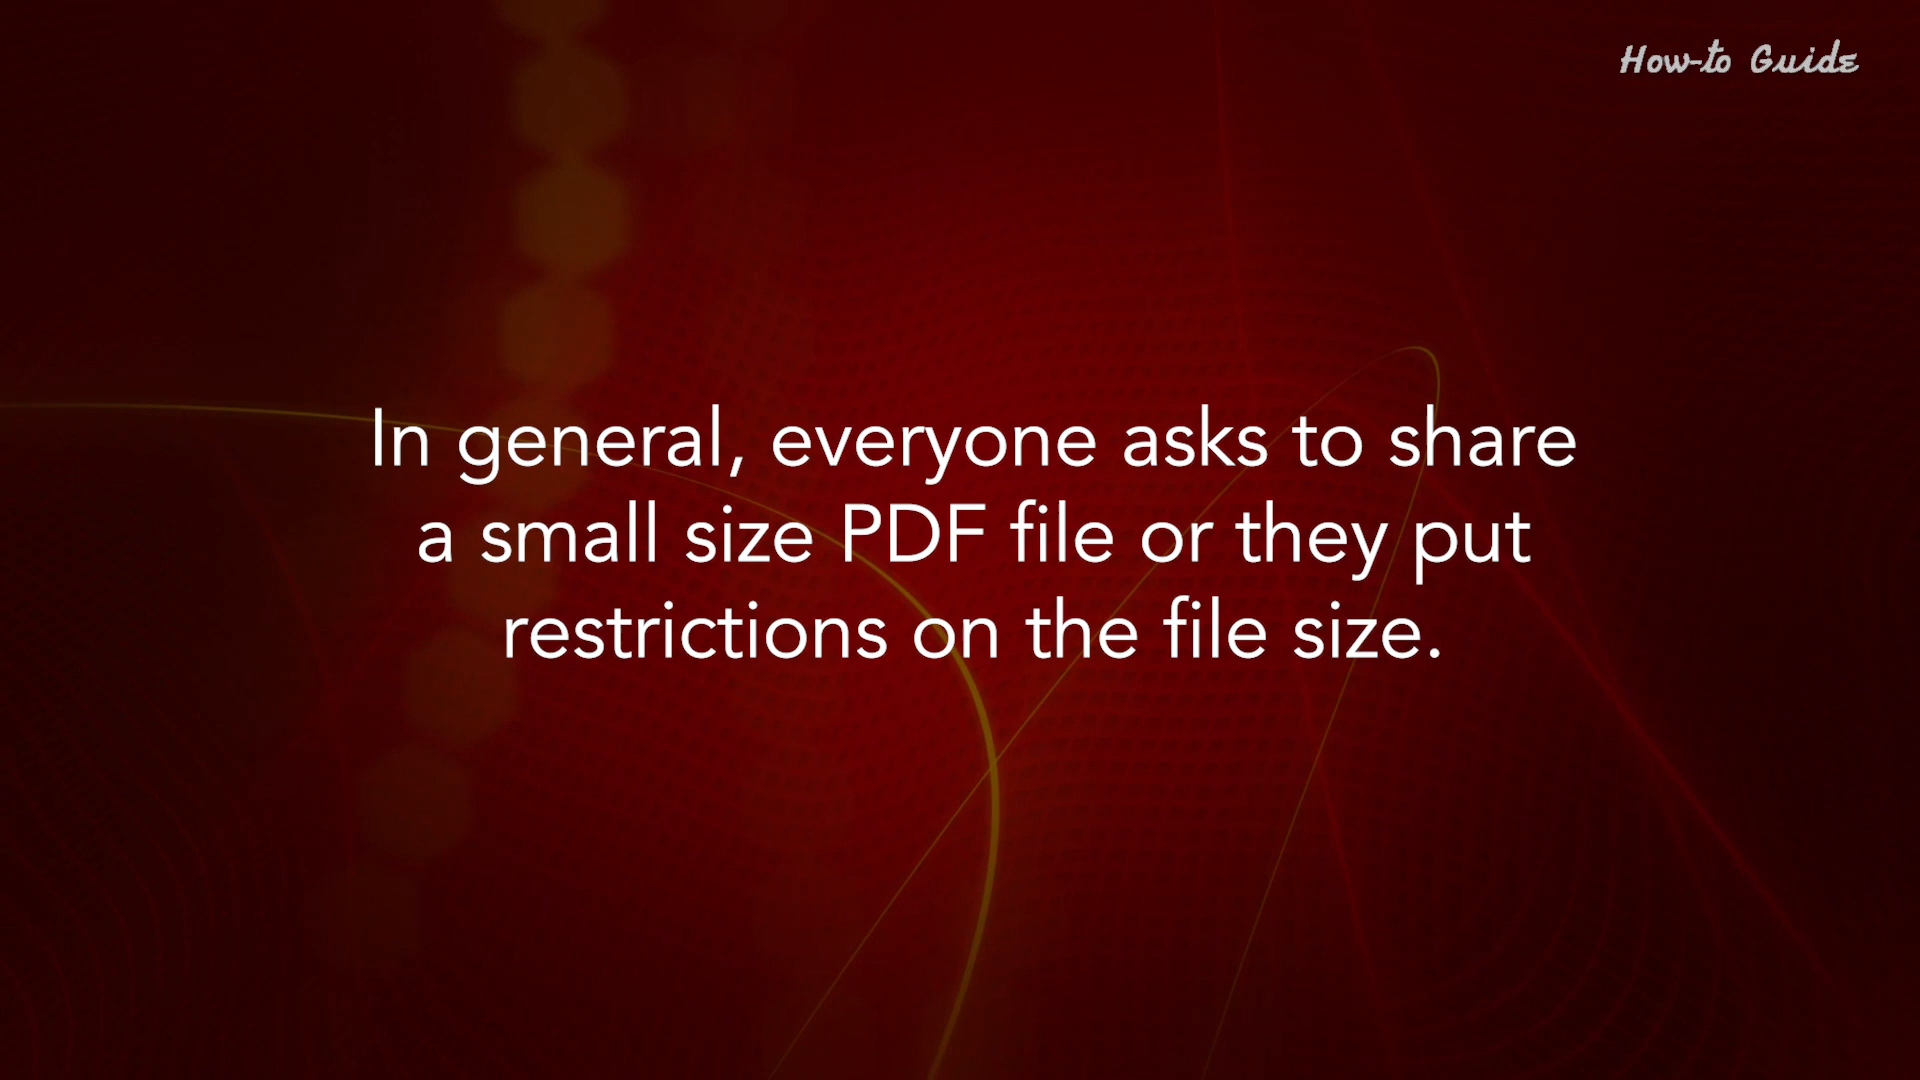 How-to Guide
In general, everyone asks to share
a small size PDF file or they put
restrictions on the file size.